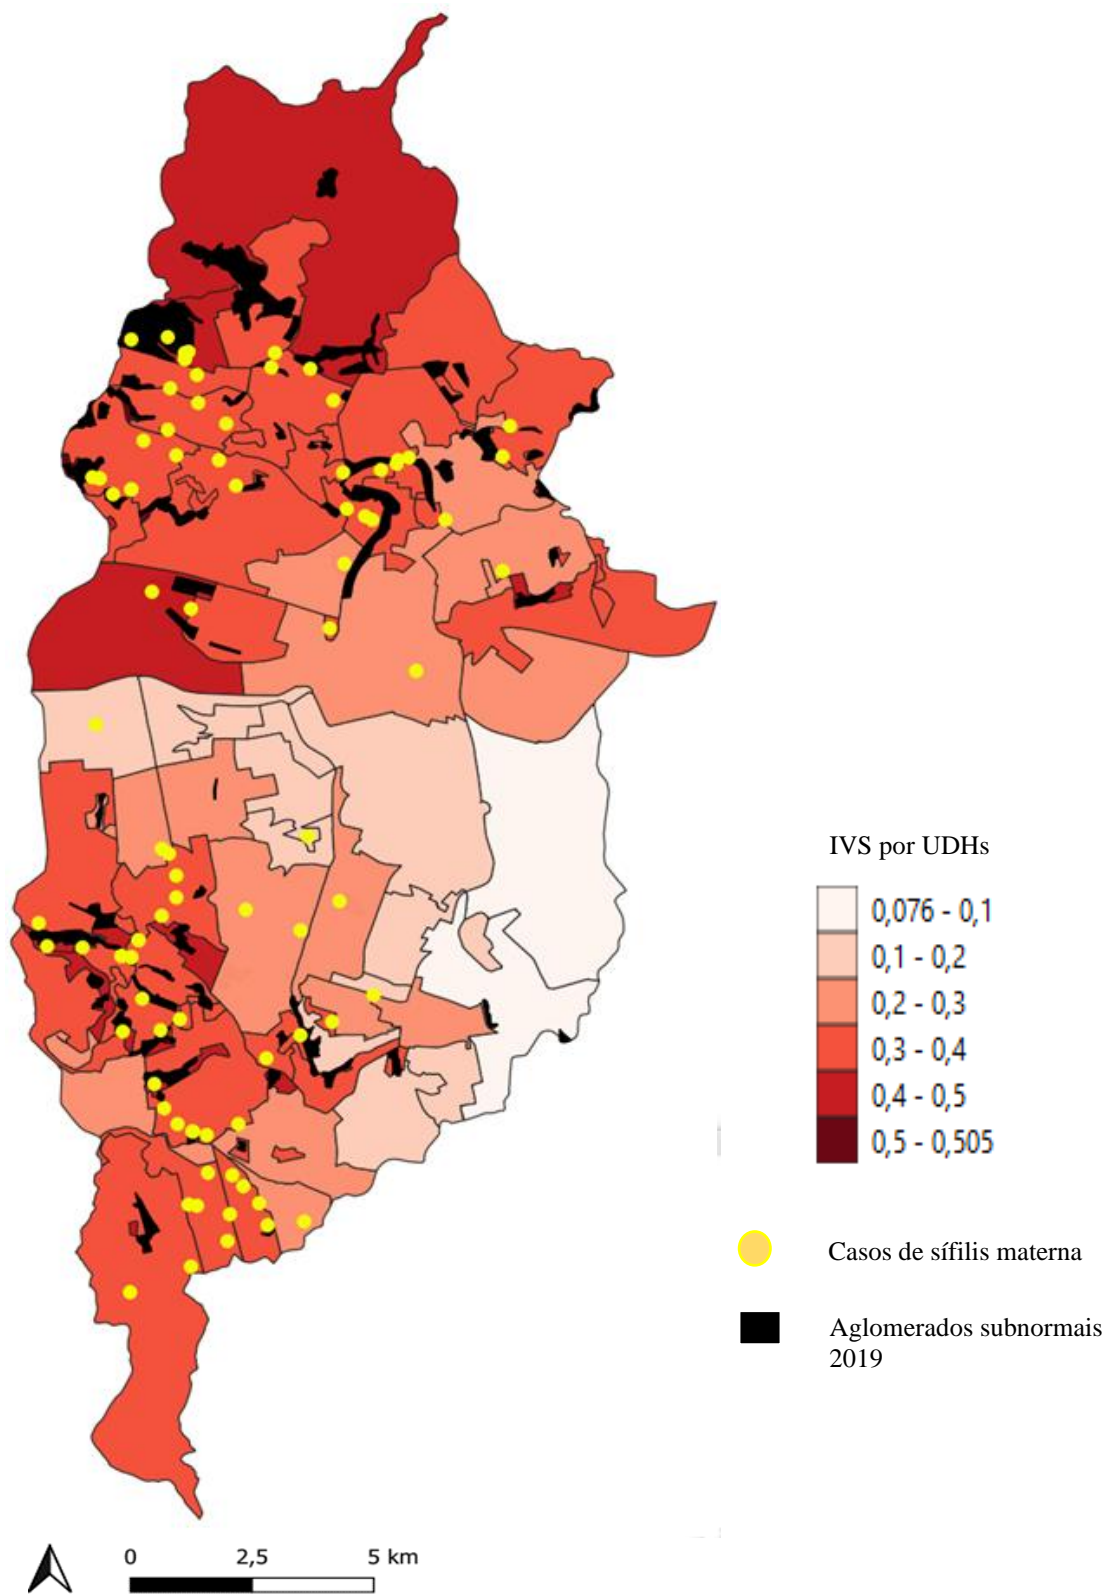 IVS por UDHs
0,076 - 0,1
0,1 - 0,2
0,2 - 0,3
0,3 - 0,4
0,4 - 0,5
0,5 - 0,505
Casos de sífilis materna
Aglomerados subnormais
2019
0 2,5 5 km